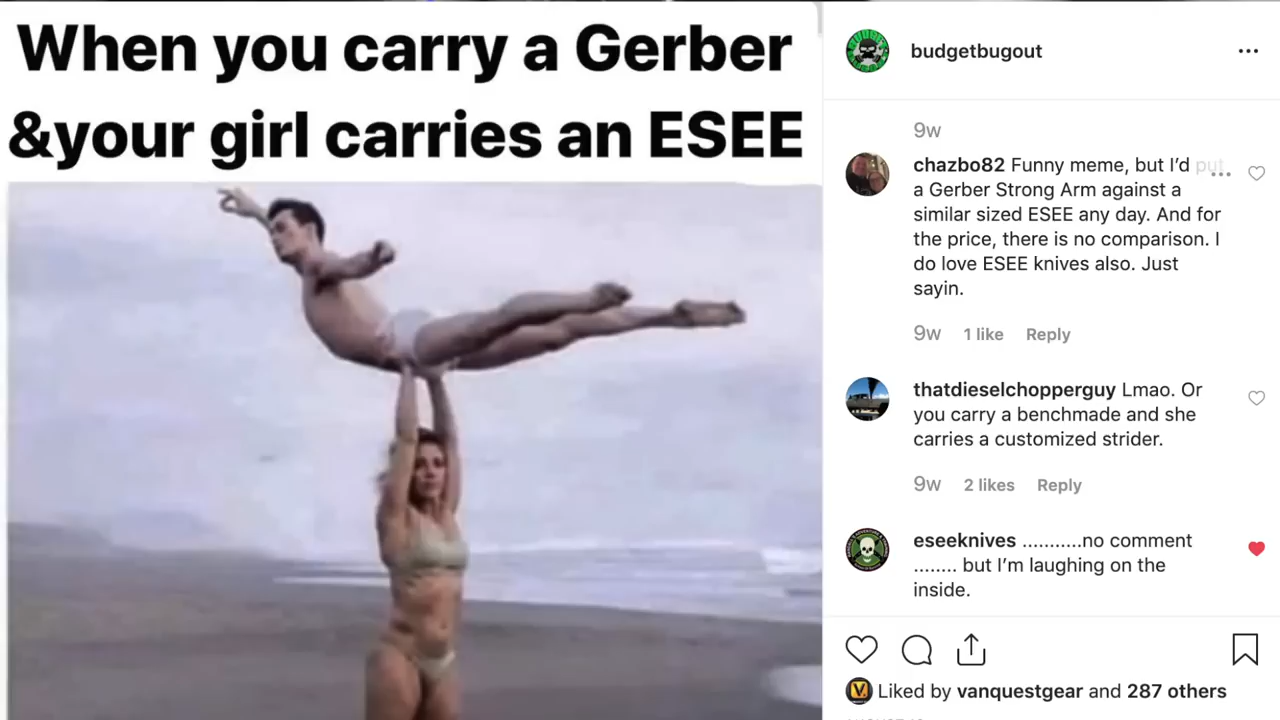 When you carry a Gerber
&your girl carries an ESEE
budgetbugout
9w
chazbo82 Funny meme, but I'd put
a Gerber Strong Arm against a
similar sized ESEE any day. And for
the price, there is no comparison. I
do love ESEE knives also. Just
sayin.
9w 1 like Reply
thatdieselchopperguy Lmao. Or
you carry a benchmade and she
carries a customized strider.
9w 2 likes Reply
eseeknives ...........no comment
........ but I'm laughing on the
inside.
Liked by vanquestgear and 287 others